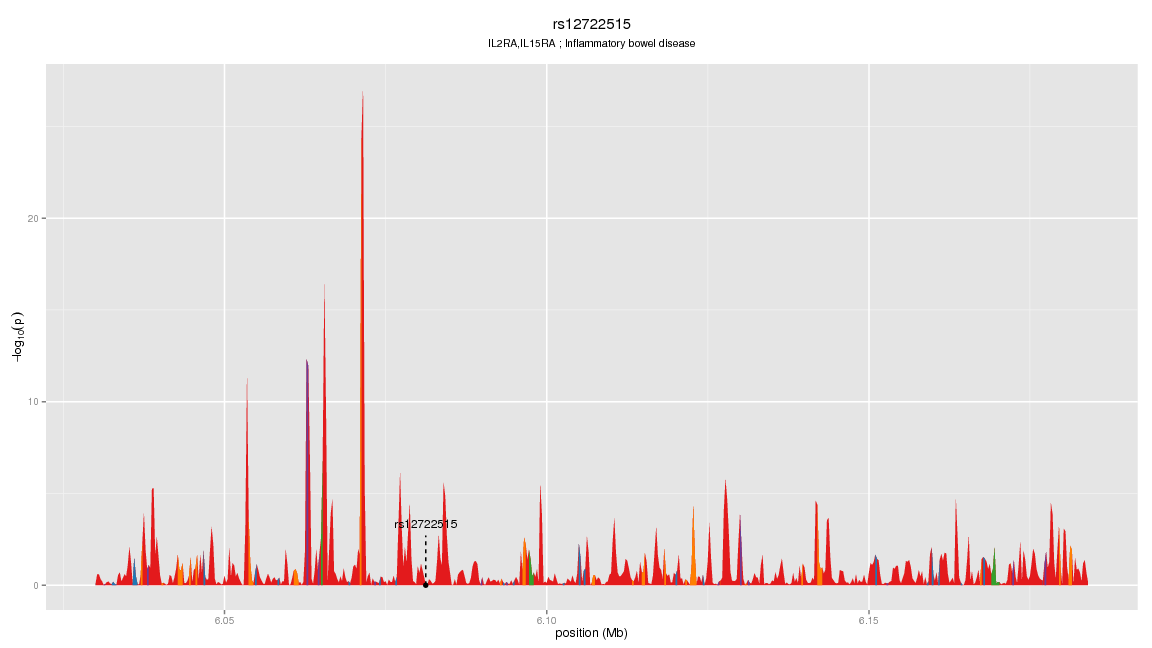 rs12722515
IL2RA,IL15RA ; Inflammatory bowel disease
20
10
0
−log10(p)
rs12722515
6.05 6.10 6.15
position (Mb)